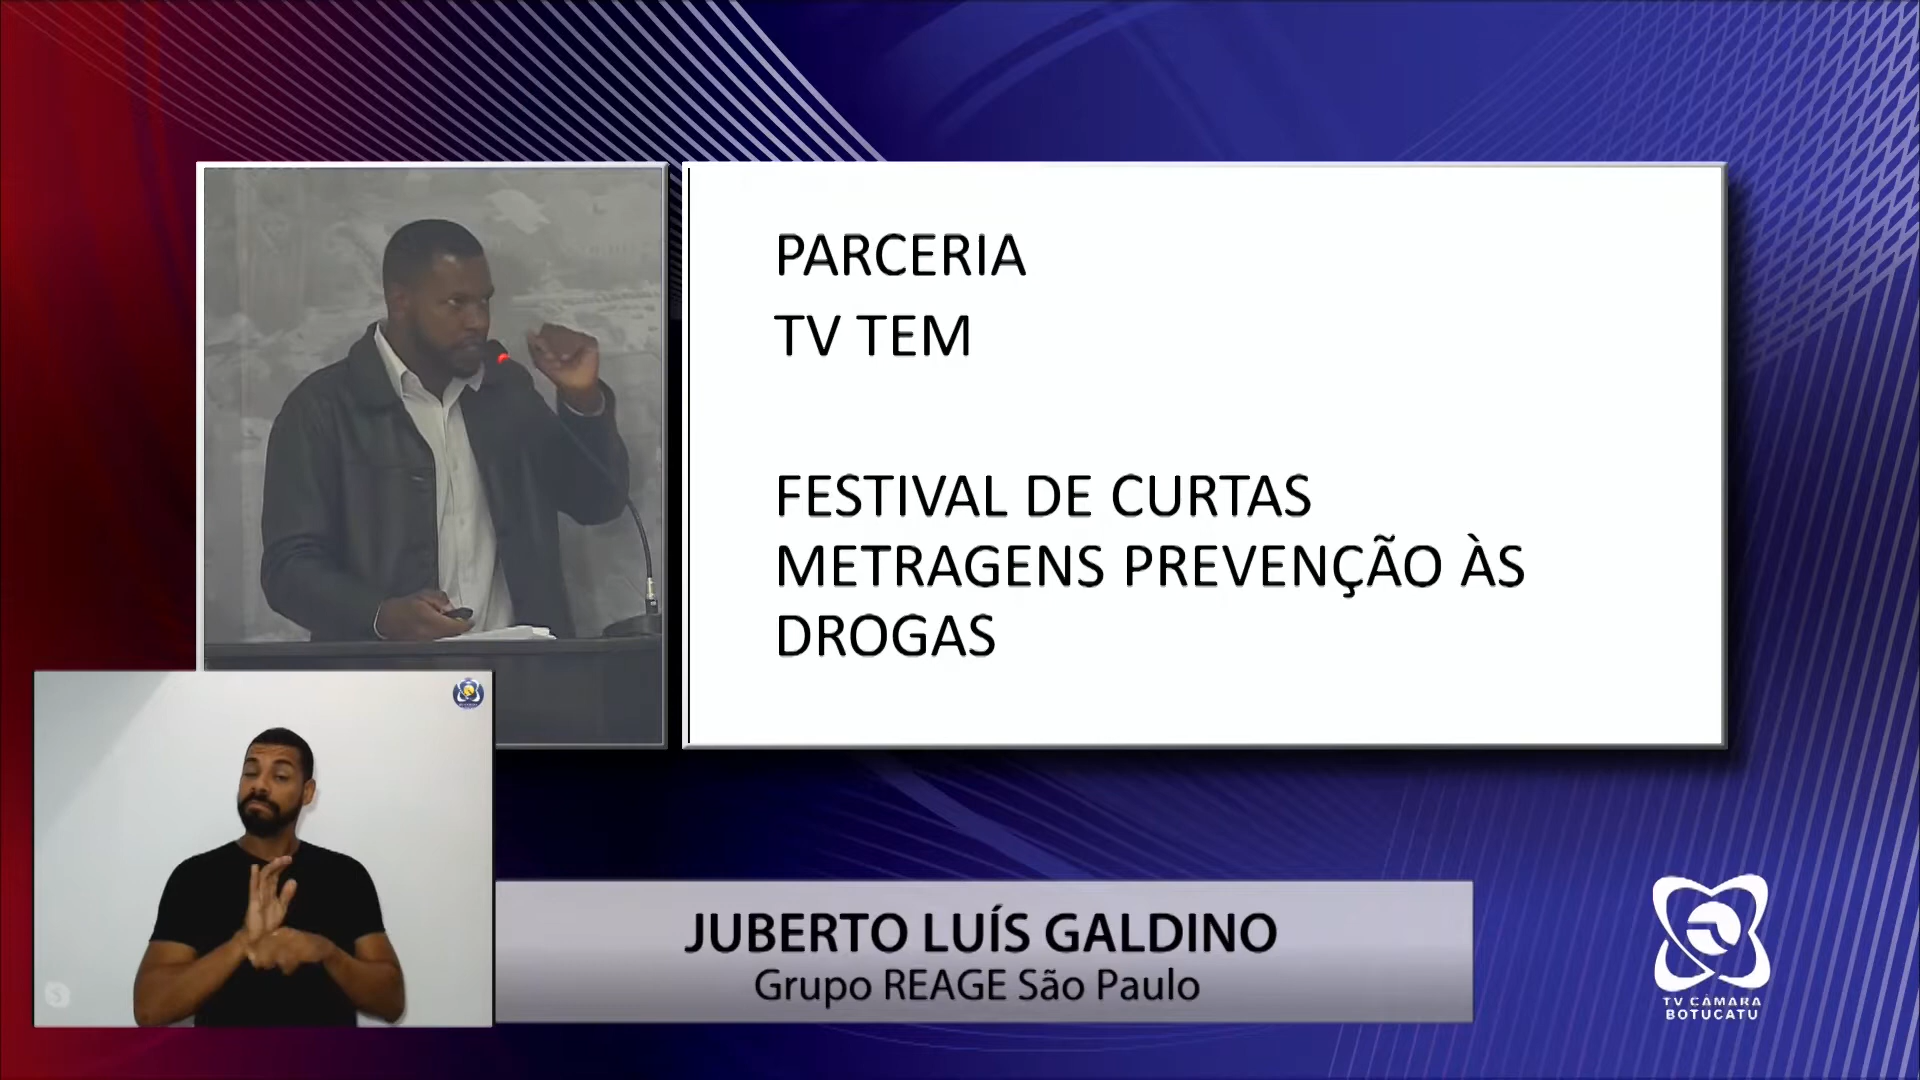 PARCERIA
TV TEM
FESTIVAL DE CURTAS
METRAGENS PREVENÇÃO ÀS
DROGAS
JUBERTO LUÍS GALDINO
Grupo REAGE São Paulo
TV CÂMARA
BOTUCATU